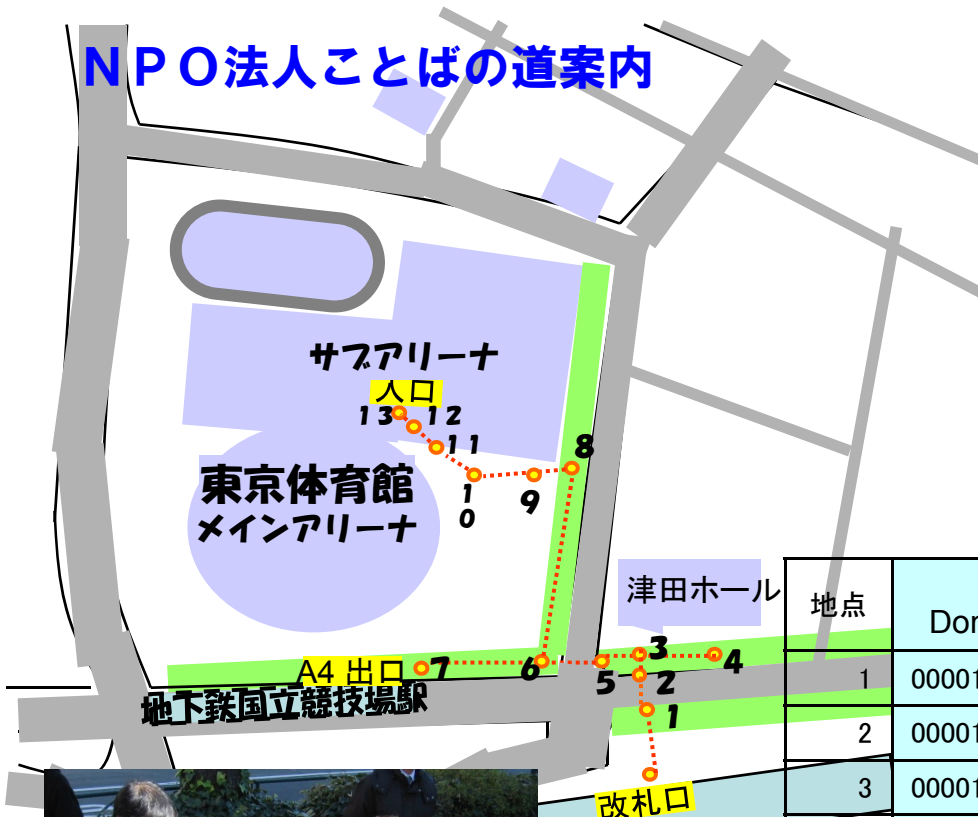 NPO法人ことばの道案内
サブアリーナ
入口
13 12
11
10
9
8
東京体育館
メインアリーナ
津田ホール
A4 出口
7
6
5
3
4
2
1
地下鉄国立競技場駅
改札口
地点
Dor
1 00001
2 00001
3 00001